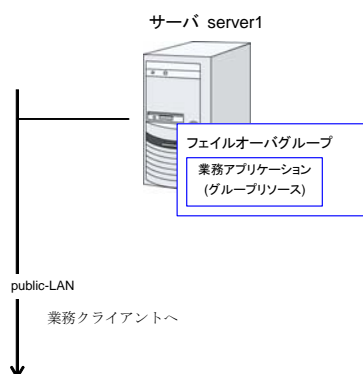 サーバ server1
フェイルオーバグループ
業務アプリケーション
(グループリソース)
public-LAN
業務クライアントへ